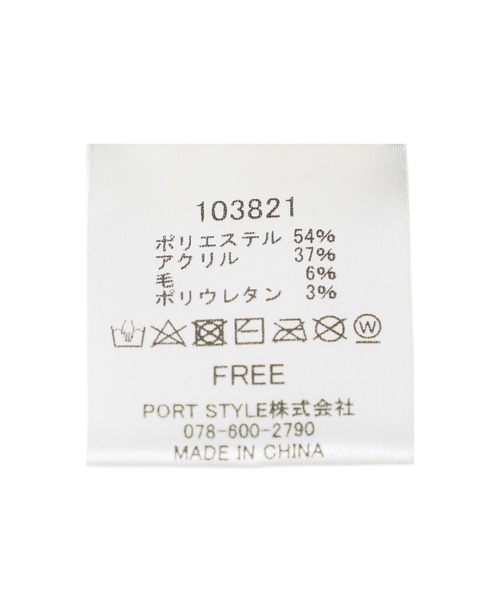 103821
ポリエステル 54%
アクリル 37%
毛 6%
ポリウレタン 3%
W
FREE
PORT STYLE株式会社
078-600-2790
MADE IN CHINA